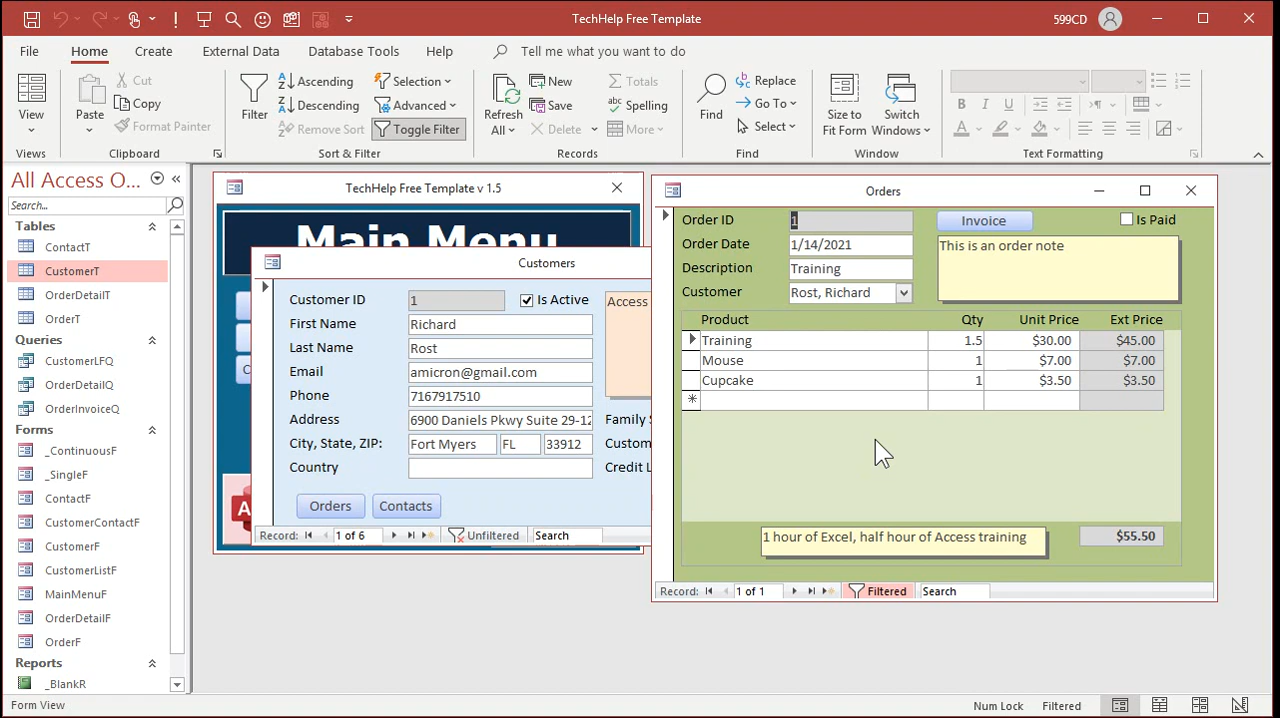 TechHelp Free Template
599CD
File
Home
Create
External Data
Database Tools
Help
Tell me what you want to do
View
Views
Paste
Cut
Copy
Format Painter
Clipboard
Filter
Ascending
Descending
Remove Sort
Selection
Advanced
Toggle Filter
Sort & Filter
Refresh
All
New
Save
Delete
Totals
Spelling
More
Records
Find
Replace
Go To
Select
Find
Size to
Fit Form
Switch
Windows
Window
B I U
A
Text Formatting
All Access O...
Search...
Tables
ContactT
CustomerT
OrderDetailT
OrderT
Queries
CustomerLFQ
OrderDetailQ
OrderInvoiceQ
Forms
_ContinuousF
_SingleF
ContactF
CustomerContactF
CustomerF
CustomerListF
MainMenuF
OrderDetailF
OrderF
Reports
_BlankR
TechHelp Free Template v 1.5
Main Menu
C
A
Customers
Customer ID 1 Is Active
First Name Richard
Last Name Rost
Email amicron@gmail.com
Phone 7167917510
Address 6900 Daniels Pkwy Suite 29-12
City, State, ZIP: Fort Myers FL 33912
Country
Access
Family S
Custom
Credit L
Orders Contacts
Record: 1 of 6 Unfiltered Search
Orders
Order ID 1 Invoice Is Paid
Order Date 1/14/2021
Description Training
Customer Rost, Richard
This is an order note
Product Qty Unit Price Ext Price
Training 1.5 $30.00 $45.00
Mouse 1 $7.00 $7.00
Cupcake 1 $3.50 $3.50
1 hour of Excel, half hour of Access training $55.50
Record: 1 of 1 Filtered Search
Form View
Num Lock Filtered